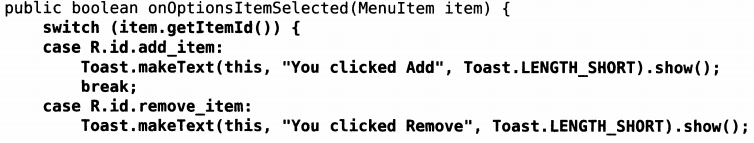 public boolean onOptionsItemSelected(MenuItem item) {
    switch (item.getItemId()) {
    case R.id.add_item:
        Toast.makeText(this, "You clicked Add", Toast.LENGTH_SHORT).show();
        break;
    case R.id.remove_item:
        Toast.makeText(this, "You clicked Remove", Toast.LENGTH_SHORT).show();